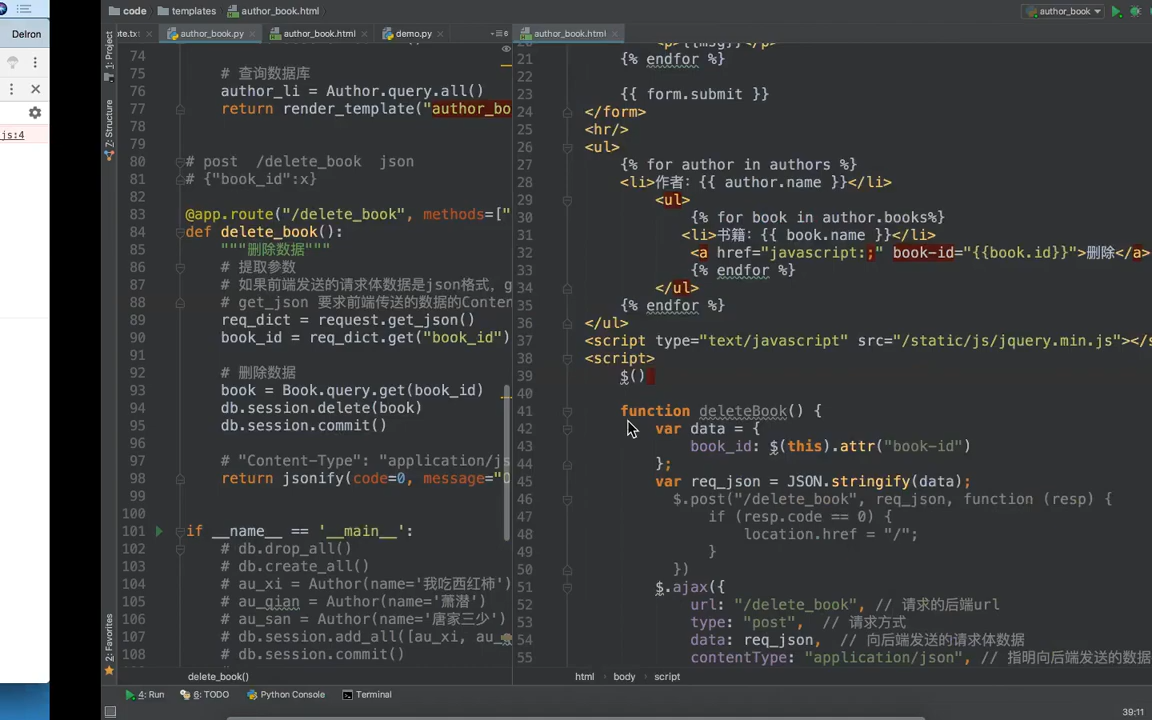 Delron
js:4
code templates author_book.html
author_book
te.txt author_book.py author_book.html demo.py
author_book.html
1: Project
7: Structure
2: Favorites
74
75 # 查询数据库
76 author_li = Author.query.all()
77 return render_template("author_bo
78
79
80 # post /delete_book json
81 # {"book_id":x}
82
83 @app.route("/delete_book", methods=["
84 def delete_book():
85 """删除数据"""
86 # 提取参数
87 # 如果前端发送的请求体数据是json格式，g
88 # get_json 要求前端传送的数据的Conten
89 req_dict = request.get_json()
90 book_id = req_dict.get("book_id")
91
92 # 删除数据
93 book = Book.query.get(book_id)
94 db.session.delete(book)
95 db.session.commit()
96
97 # "Content-Type": "application/js
98 return jsonify(code=0, message="O
99
100
101 if __name__ == '__main__':
102 # db.drop_all()
103 # db.create_all()
104 # au_xi = Author(name='我吃西红柿')
105 # au_qian = Author(name='萧潜')
106 # au_san = Author(name='唐家三少')
107 # db.session.add_all([au_xi, au_
108 # db.session.commit()
delete_book()
<p>{{msg}}</p>
21 {% endfor %}
22
23 {{ form.submit }}
24 </form>
25 <hr/>
26 <ul>
27 {% for author in authors %}
28 <li>作者: {{ author.name }}</li>
29 <ul>
30 {% for book in author.books%}
31 <li>书籍: {{ book.name }}</li>
32 <a href="javascript:;" book-id="{{book.id}}">删除</a>
33 {% endfor %}
34 </ul>
35 {% endfor %}
36 </ul>
37 <script type="text/javascript" src="/static/js/jquery.min.js"></s
38 <script>
39 $()
40
41 function deleteBook() {
42 var data = {
43 book_id: $(this).attr("book-id")
44 };
45 var req_json = JSON.stringify(data);
46 $.post("/delete_book", req_json, function (resp) {
47 if (resp.code == 0) {
48 location.href = "/";
49 }
50 })
51 $.ajax({
52 url: "/delete_book", // 请求的后端url
53 type: "post", // 请求方式
54 data: req_json, // 向后端发送的请求体数据
55 contentType: "application/json", // 指明向后端发送的数据
html body script
4: Run 6: TODO Python Console Terminal
39:11